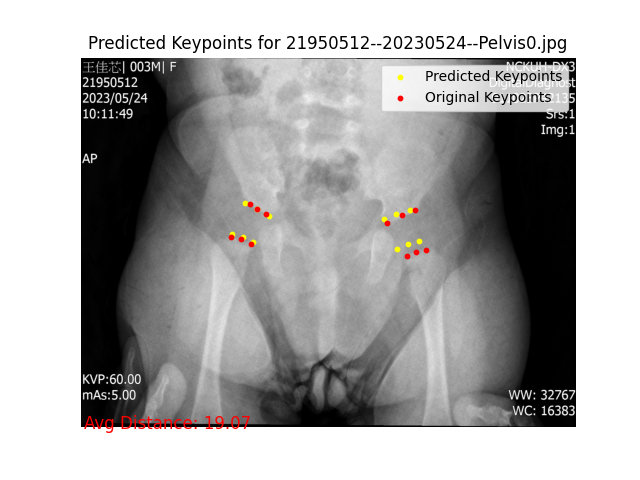 Predicted Keypoints for 21950512--20230524--Pelvis0.jpg
王佳芯| 003M| F
21950512
2023/05/24
10:11:49
AP
NCKUH-DX3
DigitalDiagnost
2135
Srs:1
Img:1
Predicted Keypoints
Original Keypoints
KVP:60.00
mAs:5.00
WW: 32767
WC: 16383
Avg Distance: 19.07